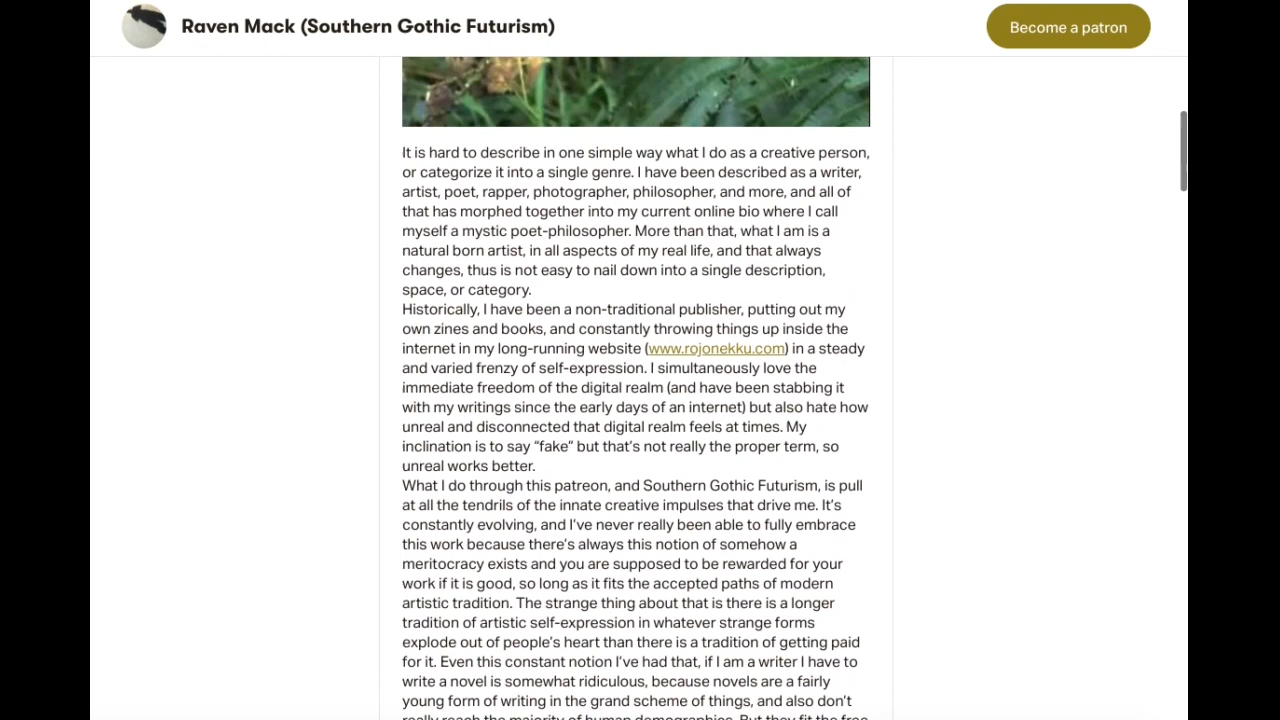 Raven Mack (Southern Gothic Futurism)
Become a patron
It is hard to describe in one simple way what I do as a creative person,
or categorize it into a single genre. I have been described as a writer,
artist, poet, rapper, photographer, philosopher, and more, and all of
that has morphed together into my current online bio where I call
myself a mystic poet-philosopher. More than that, what I am is a
natural born artist, in all aspects of my real life, and that always
changes, thus is not easy to nail down into a single description,
space, or category.
Historically, I have been a non-traditional publisher, putting out my
own zines and books, and constantly throwing things up inside the
internet in my long-running website (www.rojonekku.com) in a steady
and varied frenzy of self-expression. I simultaneously love the
immediate freedom of the digital realm (and have been stabbing it
with my writings since the early days of an internet) but also hate how
unreal and disconnected that digital realm feels at times. My
inclination is to say “fake” but that’s not really the proper term, so
unreal works better.
What I do through this patreon, and Southern Gothic Futurism, is pull
at all the tendrils of the innate creative impulses that drive me. It’s
constantly evolving, and I’ve never really been able to fully embrace
this work because there’s always this notion of somehow a
meritocracy exists and you are supposed to be rewarded for your
work if it is good, so long as it fits the accepted paths of modern
artistic tradition. The strange thing about that is there is a longer
tradition of artistic self-expression in whatever strange forms
explode out of people’s heart than there is a tradition of getting paid
for it. Even this constant notion I’ve had that, if I am a writer I have to
write a novel is somewhat ridiculous, because novels are a fairly
young form of writing in the grand scheme of things, and also don’t
really reach the majority of human demographics. But they fit the free